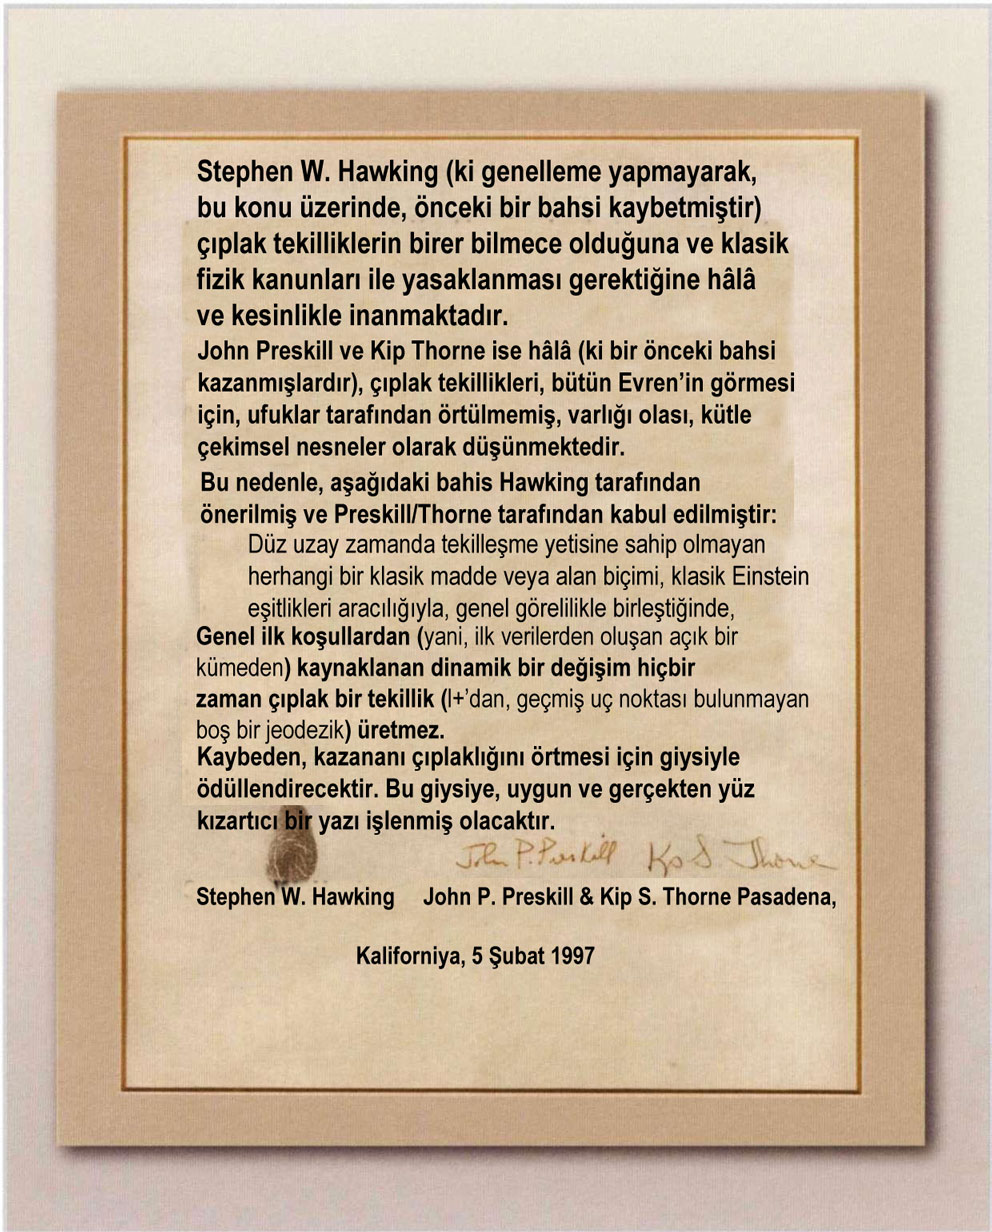 Stephen W. Hawking (ki genelleme yapmayarak,
bu konu üzerinde, önceki bir bahsi kaybetmiştir)
çıplak tekilliklerin birer bilmece olduğuna ve klasik
fizik kanunları ile yasaklanması gerektiğine hâlâ
ve kesinlikle inanmaktadır.
John Preskill ve Kip Thorne ise hâlâ (ki bir önceki bahsi
kazanmışlardır), çıplak tekillikleri, bütün Evren’in görmesi
için, ufuklar tarafından örtülmemiş, varlığı olası, kütle
çekimsel nesneler olarak düşünmektedir.
Bu nedenle, aşağıdaki bahis Hawking tarafından
önerilmiş ve Preskill/Thorne tarafından kabul edilmiştir:
Düz uzay zamanda tekilleşme yetisine sahip olmayan
herhangi bir klasik madde veya alan biçimi, klasik Einstein
eşitlikleri aracılığıyla, genel görelilikle birleştiğinde,
Genel ilk koşullardan (yani, ilk verilerden oluşan açık bir
kümeden) kaynaklanan dinamik bir değişim hiçbir
zaman çıplak bir tekillik (I+’dan, geçmiş uç noktası bulunmayan
boş bir jeodezik) üretmez.
Kaybeden, kazananı çıplaklığını örtmesi için giysiyle
ödüllendirecektir. Bu giysiye, uygun ve gerçekten yüz
kızartıcı bir yazı işlenmiş olacaktır.
John P. Preskill Kip S. Thorne
Stephen W. Hawking John P. Preskill & Kip S. Thorne Pasadena,
Kaliforniya, 5 Şubat 1997